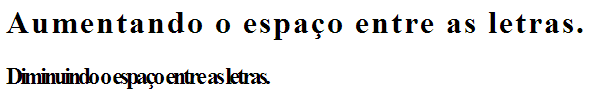 Aumentando o espaço entre as letras.
Diminuindo o espaço entre as letras.